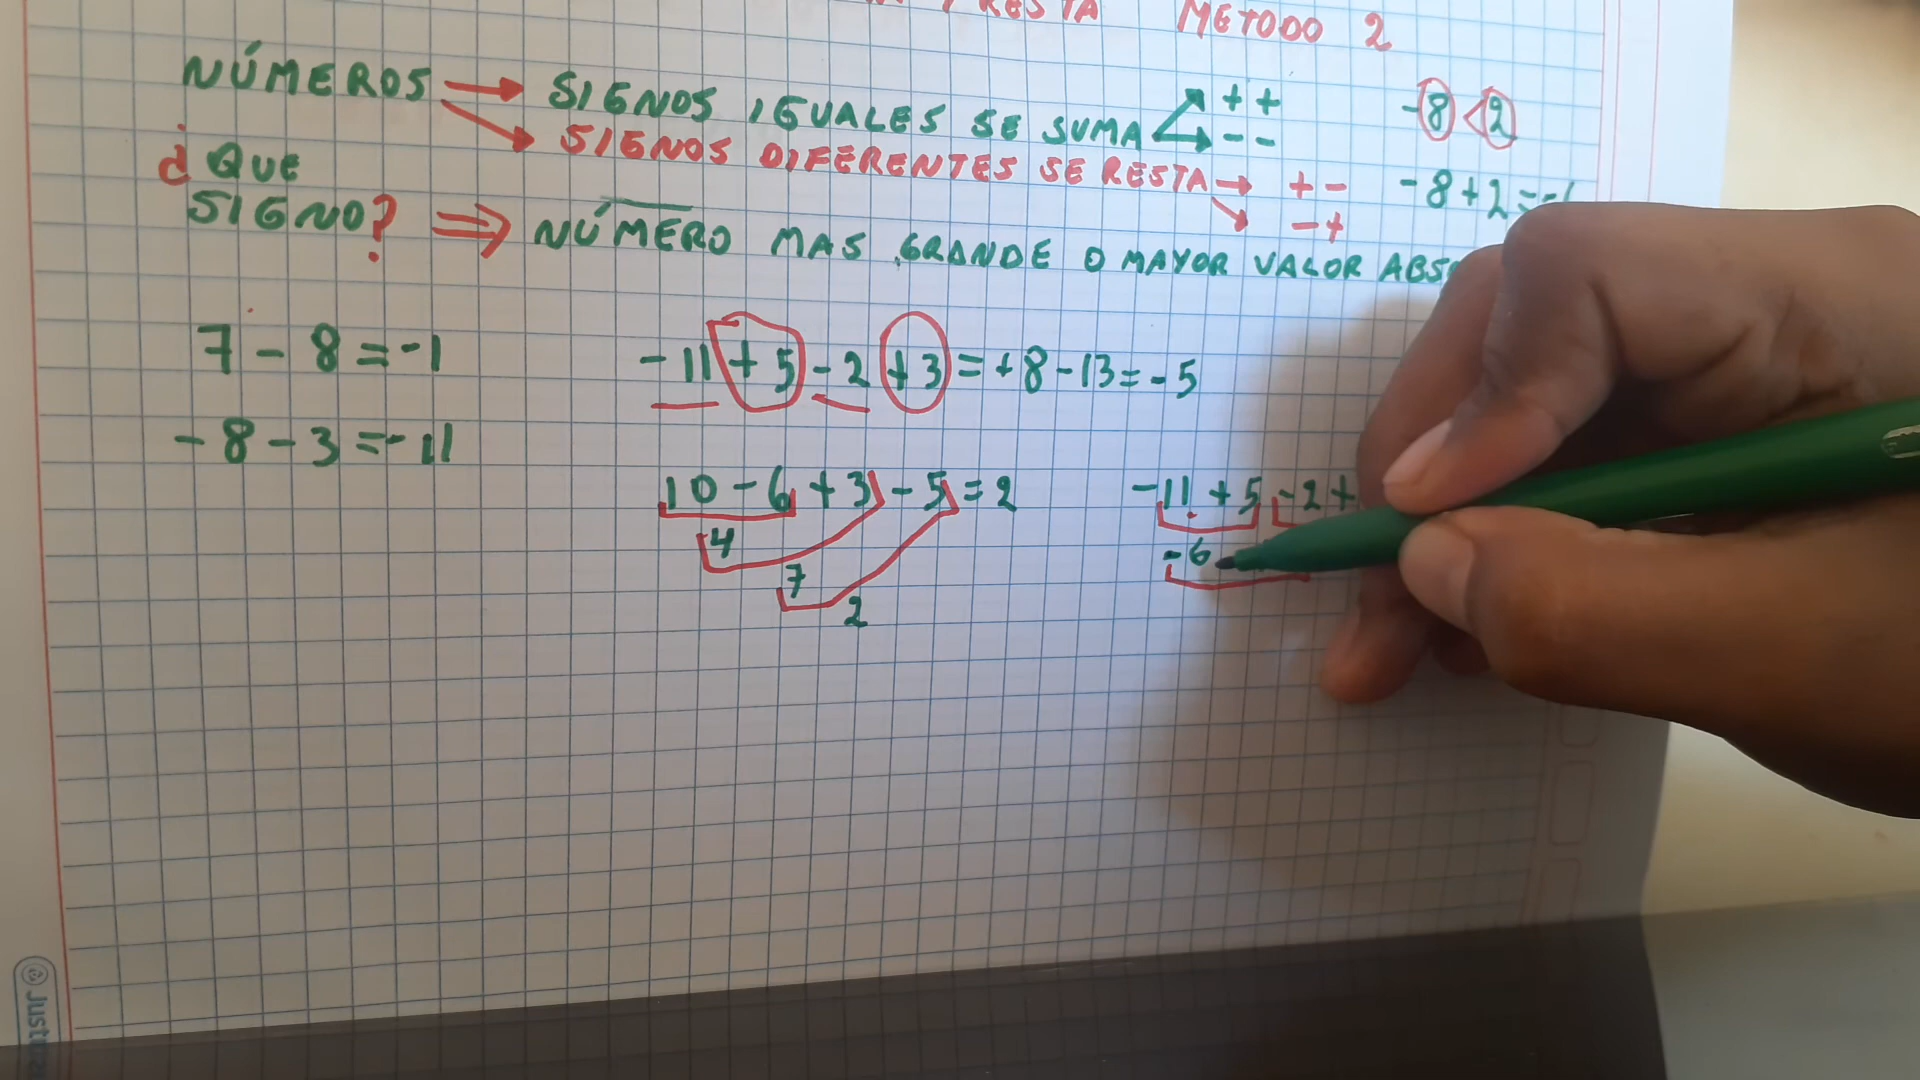 RESTA METODO 2
NÚMEROS → SIGNOS IGUALES SE SUMA + +
- -
SIGNOS DIFERENTES SE RESTA → + -
- +
¿QUE
SIGNO? ⇒ NÚMERO MAS GRANDE O MAYOR VALOR
-8 < 2
-8+2=-
7 - 8 = -1
-8 - 3 = -11
-11 + 5 - 2 + 3 = +8 - 13 = -5
10 - 6 + 3 - 5 = 2
4
7
2
-11 + 5 - 2 +
-6